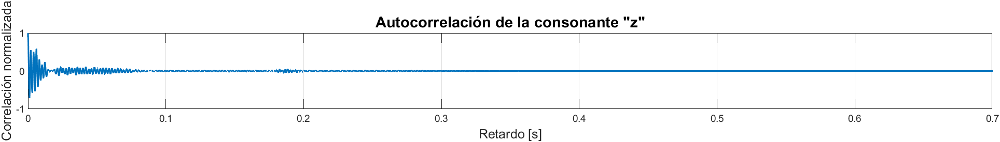 Autocorrelación de la consonante "z"
Correlación normalizada
1
0
-1
0 0.1 0.2 0.3 0.4 0.5 0.6 0.7
Retardo [s]